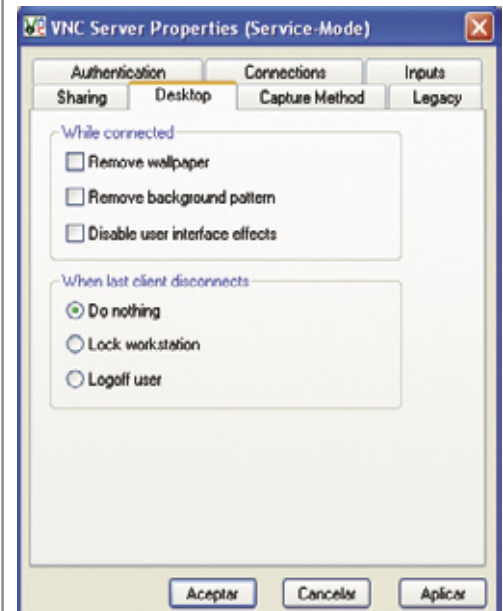 VNC Server Properties (Service-Mode)
Authentication Connections Inputs
Sharing Desktop Capture Method Legacy
While connected
Remove wallpaper
Remove background pattern
Disable user interface effects
When last client disconnects
Do nothing
Lock workstation
Logoff user
Aceptar Cancelar Aplicar